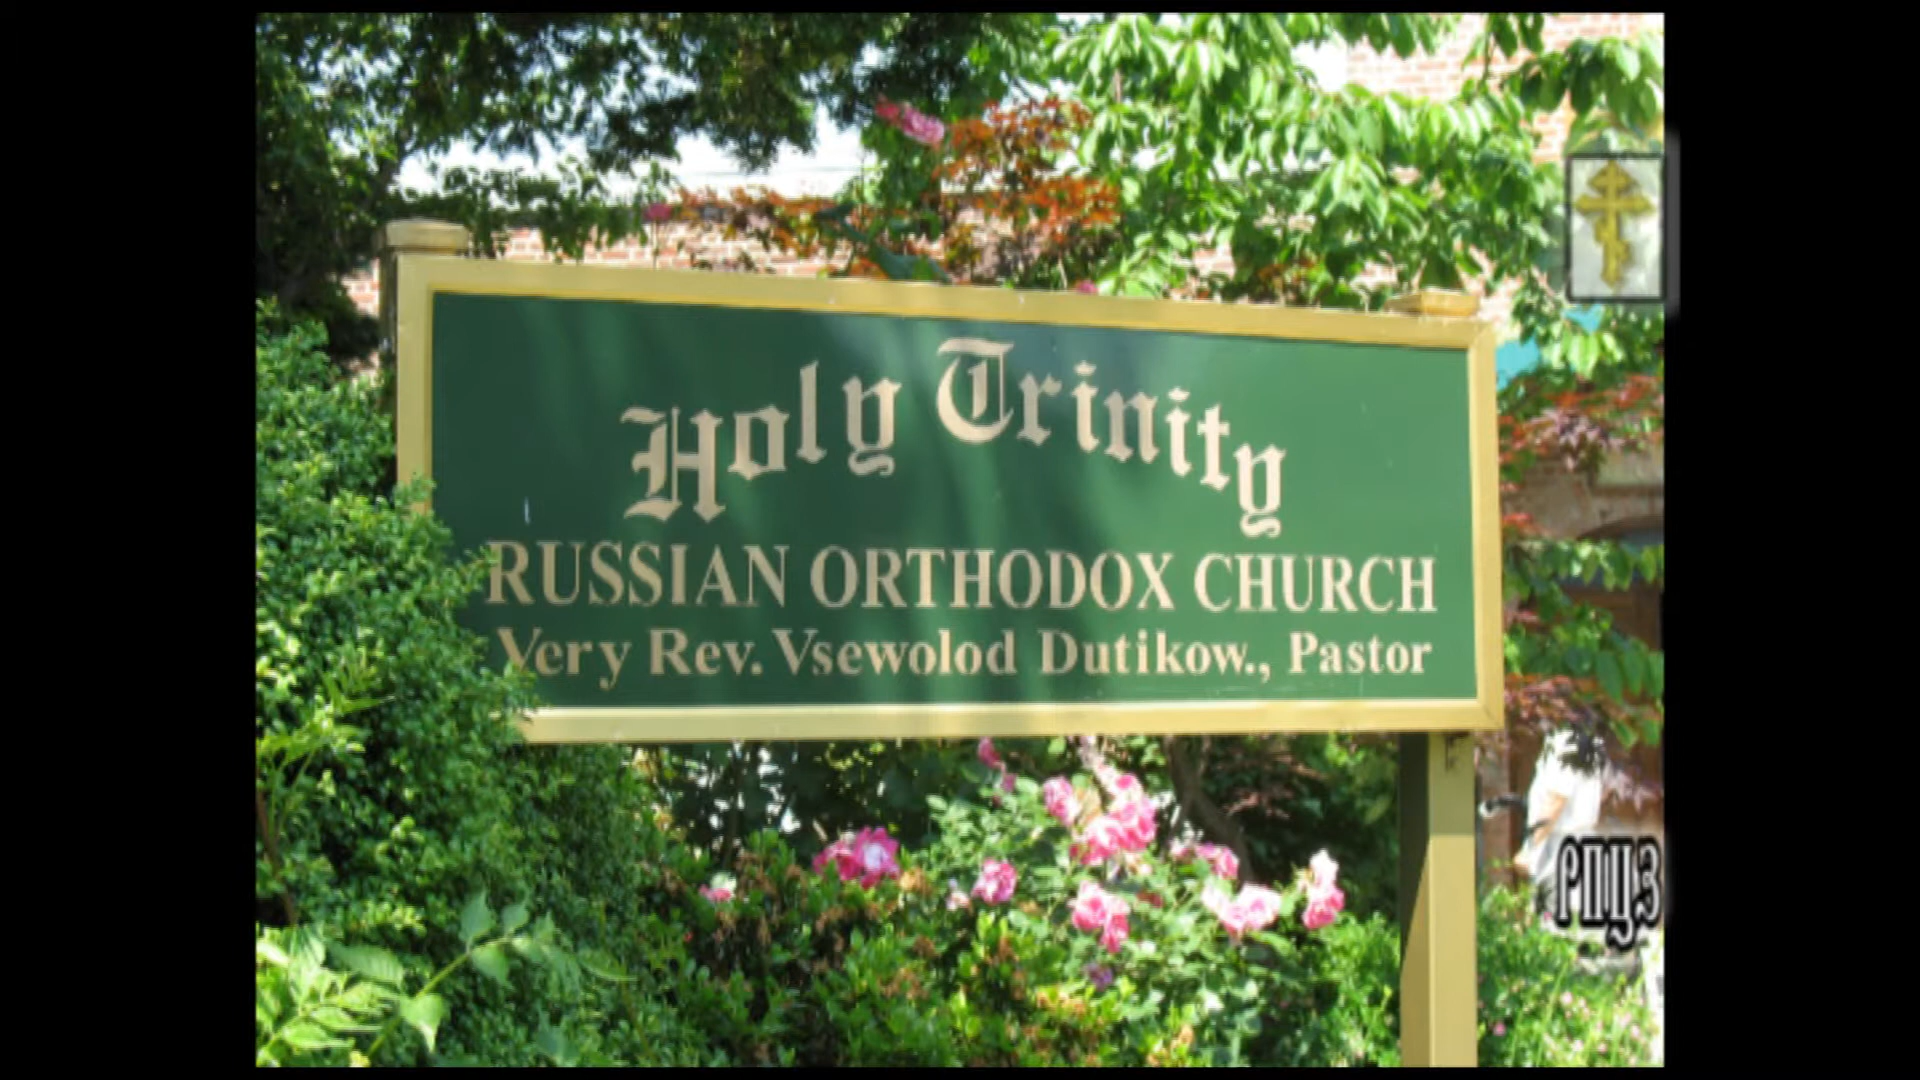 Holy Trinity
RUSSIAN ORTHODOX CHURCH
Very Rev. Vsewolod Dutikow., Pastor
РПЦЗ